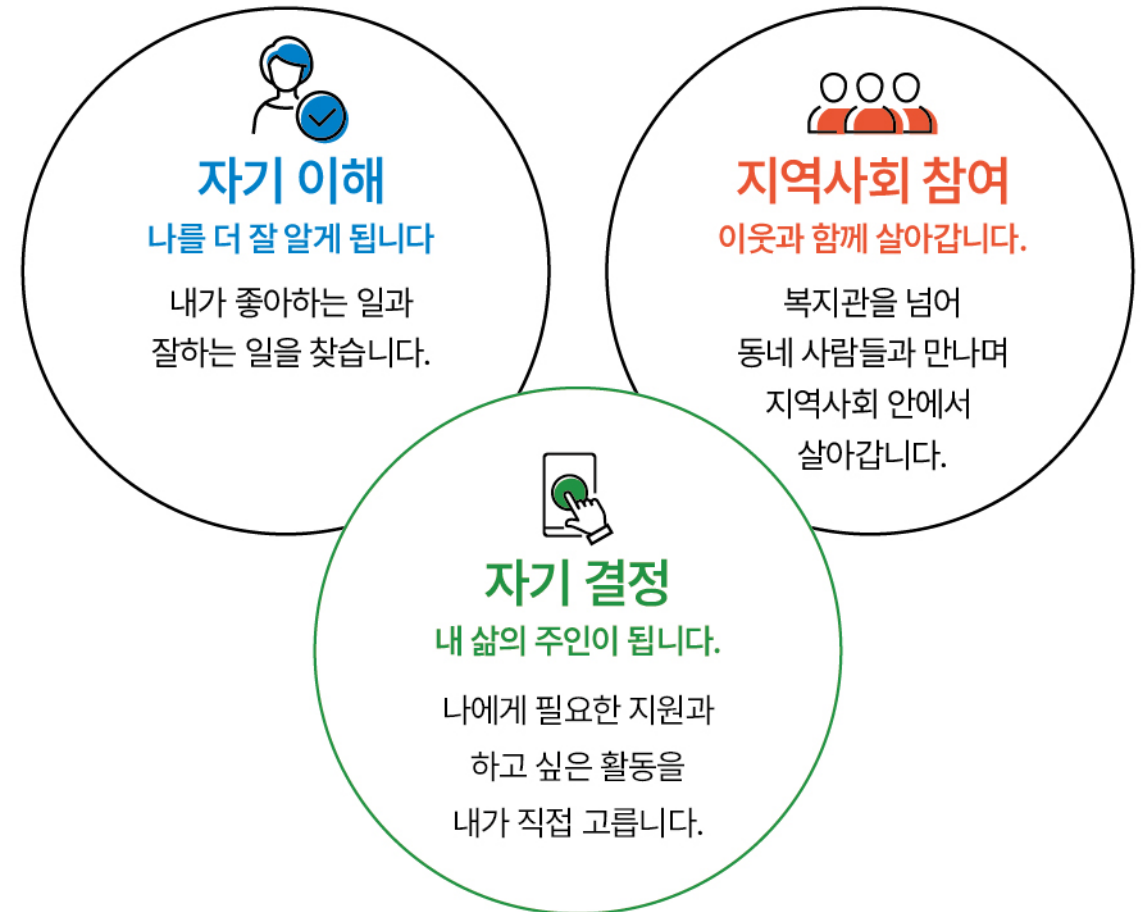 자기 이해
나를 더 잘 알게 됩니다
내가 좋아하는 일과
잘하는 일을 찾습니다.
지역사회 참여
이웃과 함께 살아갑니다.
복지관을 넘어
동네 사람들과 만나며
지역사회 안에서
살아갑니다.
자기 결정
내 삶의 주인이 됩니다.
나에게 필요한 지원과
하고 싶은 활동을
내가 직접 고릅니다.